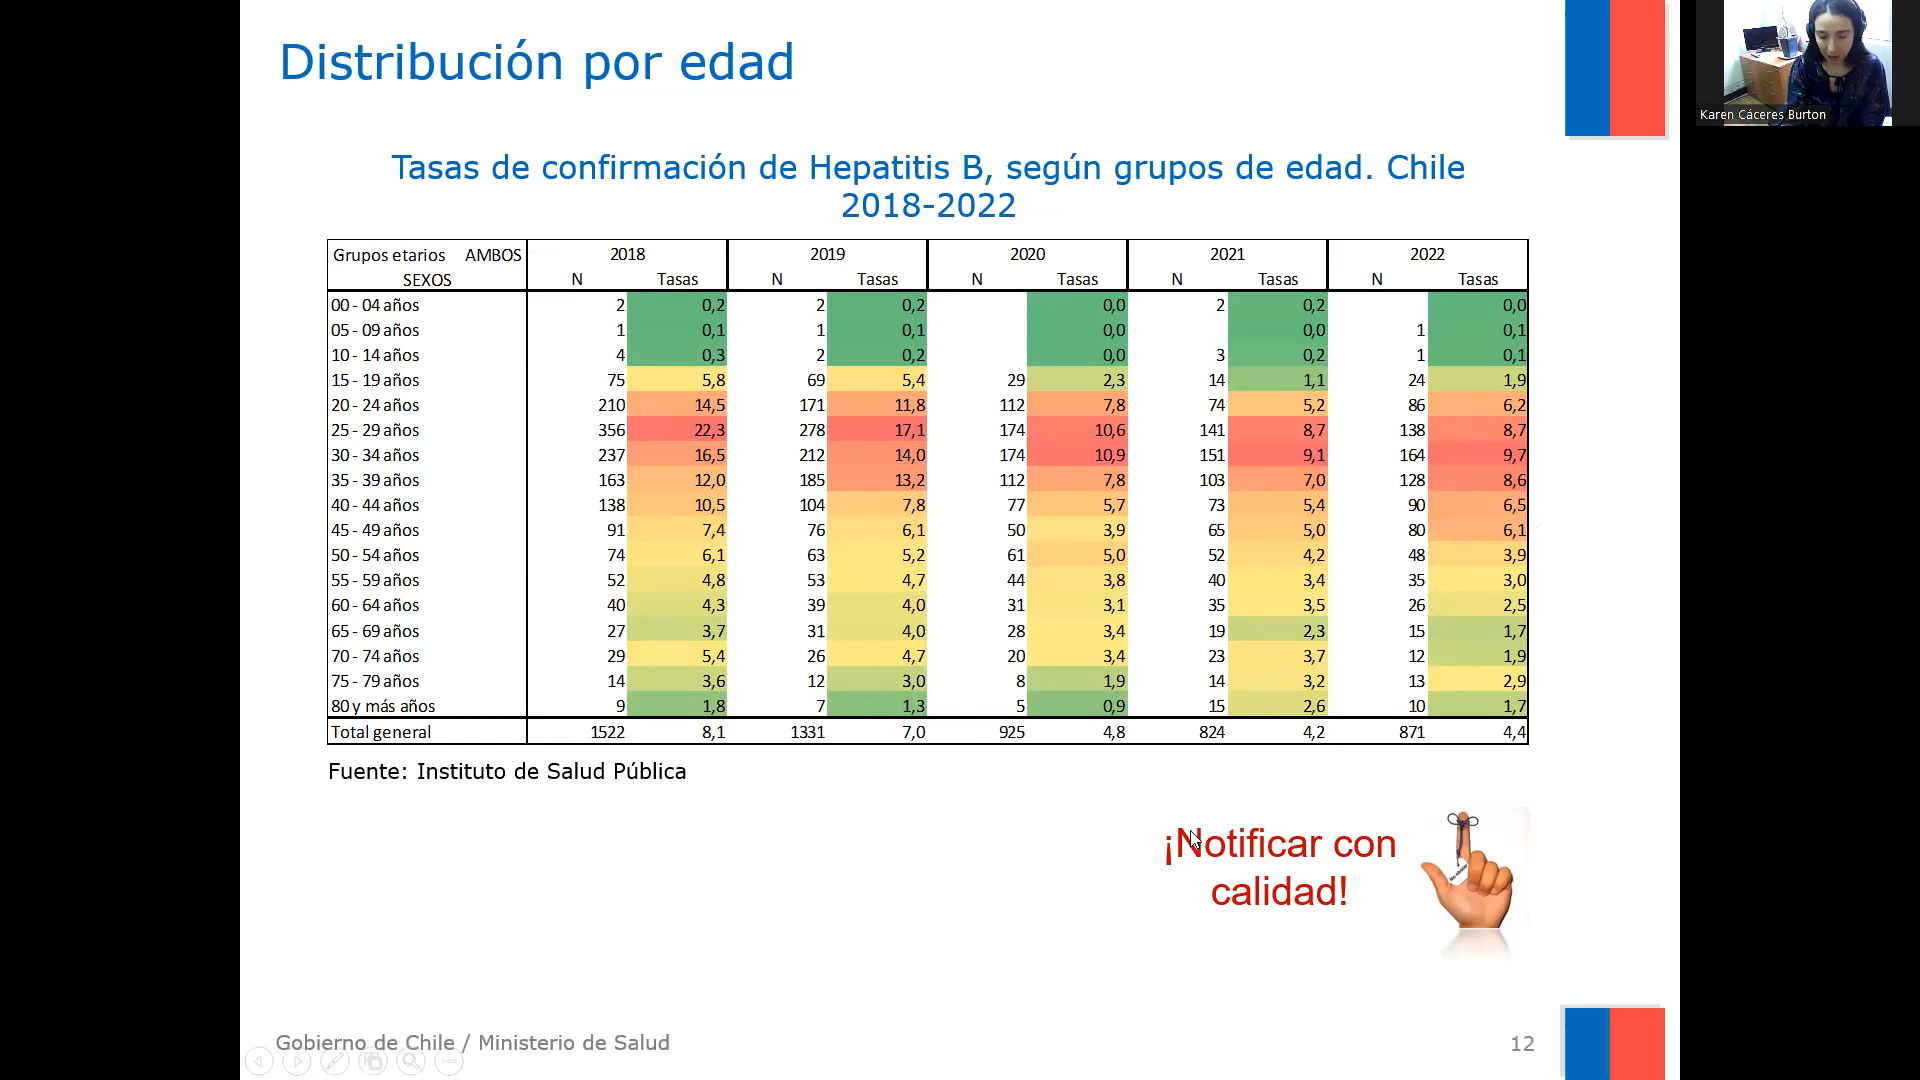 Distribución por edad
Karen Cáceres Burton
Tasas de confirmación de Hepatitis B, según grupos de edad. Chile
2018-2022
Grupos etarios AMBOS SEXOS 2018 2019 2020 2021 2022
N Tasas N Tasas N Tasas N Tasas N Tasas
00 - 04 años 2 0,2 2 0,2 0,0 2 0,2 0,0
05 - 09 años 1 0,1 1 0,1 0,0 0,0 1 0,1
10 - 14 años 4 0,3 2 0,2 0,0 3 0,2 1 0,1
15 - 19 años 75 5,8 69 5,4 29 2,3 14 1,1 24 1,9
20 - 24 años 210 14,5 171 11,8 112 7,8 74 5,2 86 6,2
25 - 29 años 356 22,3 278 17,1 174 10,6 141 8,7 138 8,7
30 - 34 años 237 16,5 212 14,0 174 10,9 151 9,1 164 9,7
35 - 39 años 163 12,0 185 13,2 112 7,8 103 7,0 128 8,6
40 - 44 años 138 10,5 104 7,8 77 5,7 73 5,4 90 6,5
45 - 49 años 91 7,4 76 6,1 50 3,9 65 5,0 80 6,1
50 - 54 años 74 6,1 63 5,2 61 5,0 52 4,2 48 3,9
55 - 59 años 52 4,8 53 4,7 44 3,8 40 3,4 35 3,0
60 - 64 años 40 4,3 39 4,0 31 3,1 35 3,5 26 2,5
65 - 69 años 27 3,7 31 4,0 28 3,4 19 2,3 15 1,7
70 - 74 años 29 5,4 26 4,7 20 3,4 23 3,7 12 1,9
75 - 79 años 14 3,6 12 3,0 8 1,9 14 3,2 13 2,9
80 y más años 9 1,8 7 1,3 5 0,9 15 2,6 10 1,7
Total general 1522 8,1 1331 7,0 925 4,8 824 4,2 871 4,4
Fuente: Instituto de Salud Pública
¡Notificar con
calidad!
Gobierno de Chile / Ministerio de Salud
12